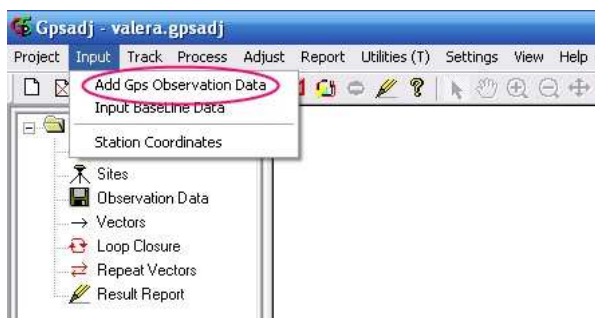 Gpsadj - valera.gpsadj
Project Input Track Process Adjust Report Utilities (T) Settings View Help
Add Gps Observation Data
Input BaseLine Data
Station Coordinates
Sites
Observation Data
Vectors
Loop Closure
Repeat Vectors
Result Report